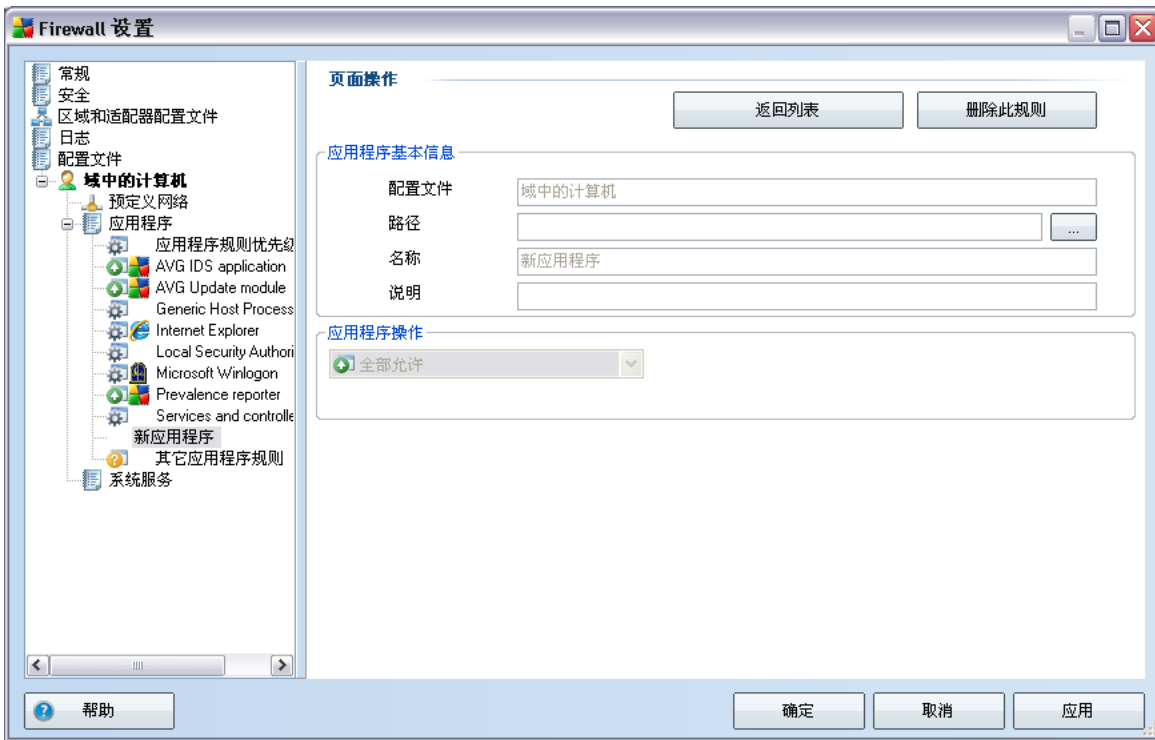 Firewall 设置
常规
安全
区域和适配器配置文件
日志
配置文件
域中的计算机
预定义网络
应用程序
应用程序规则优先级
AVG IDS application
AVG Update module
Generic Host Process
Internet Explorer
Local Security Authori
Microsoft Winlogon
Prevalence reporter
Services and controlle
新应用程序
其它应用程序规则
系统服务
页面操作
返回列表
删除此规则
应用程序基本信息
配置文件
域中的计算机
路径
...
名称
新应用程序
说明
应用程序操作
全部允许
帮助
确定
取消
应用